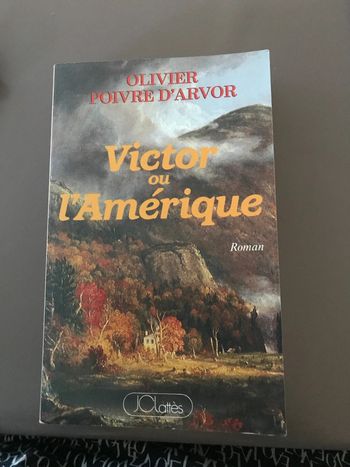 OLIVIER
POIVRE D'ARVOR
Victor
ou
l'Amérique
Roman
JClattès